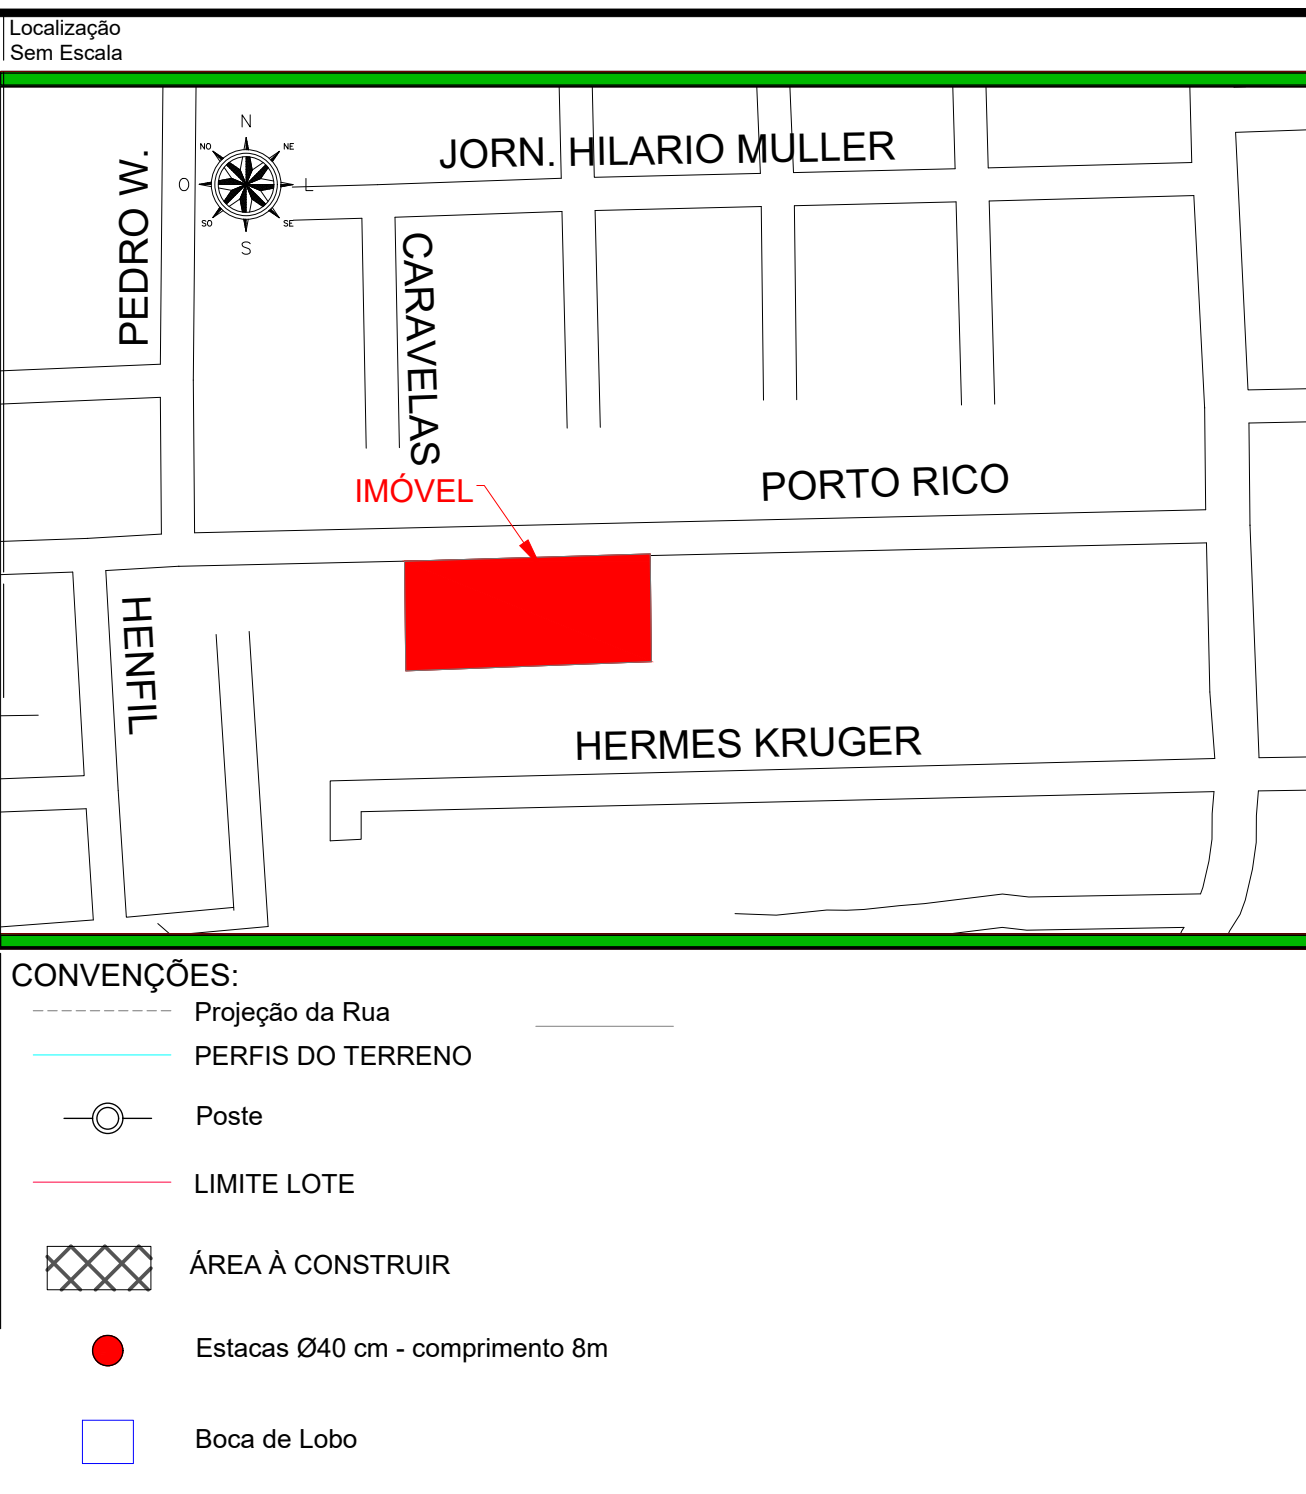 Localização
Sem Escala
N
NO
NE
O
L
SO
SE
S
JORN. HILARIO MULLER
PEDRO W.
CARAVELAS
IMÓVEL
PORTO RICO
HENFIL
HERMES KRUGER
CONVENÇÕES:
Projeção da Rua
PERFIS DO TERRENO
Poste
LIMITE LOTE
ÁREA À CONSTRUIR
Estacas Ø40 cm - comprimento 8m
Boca de Lobo